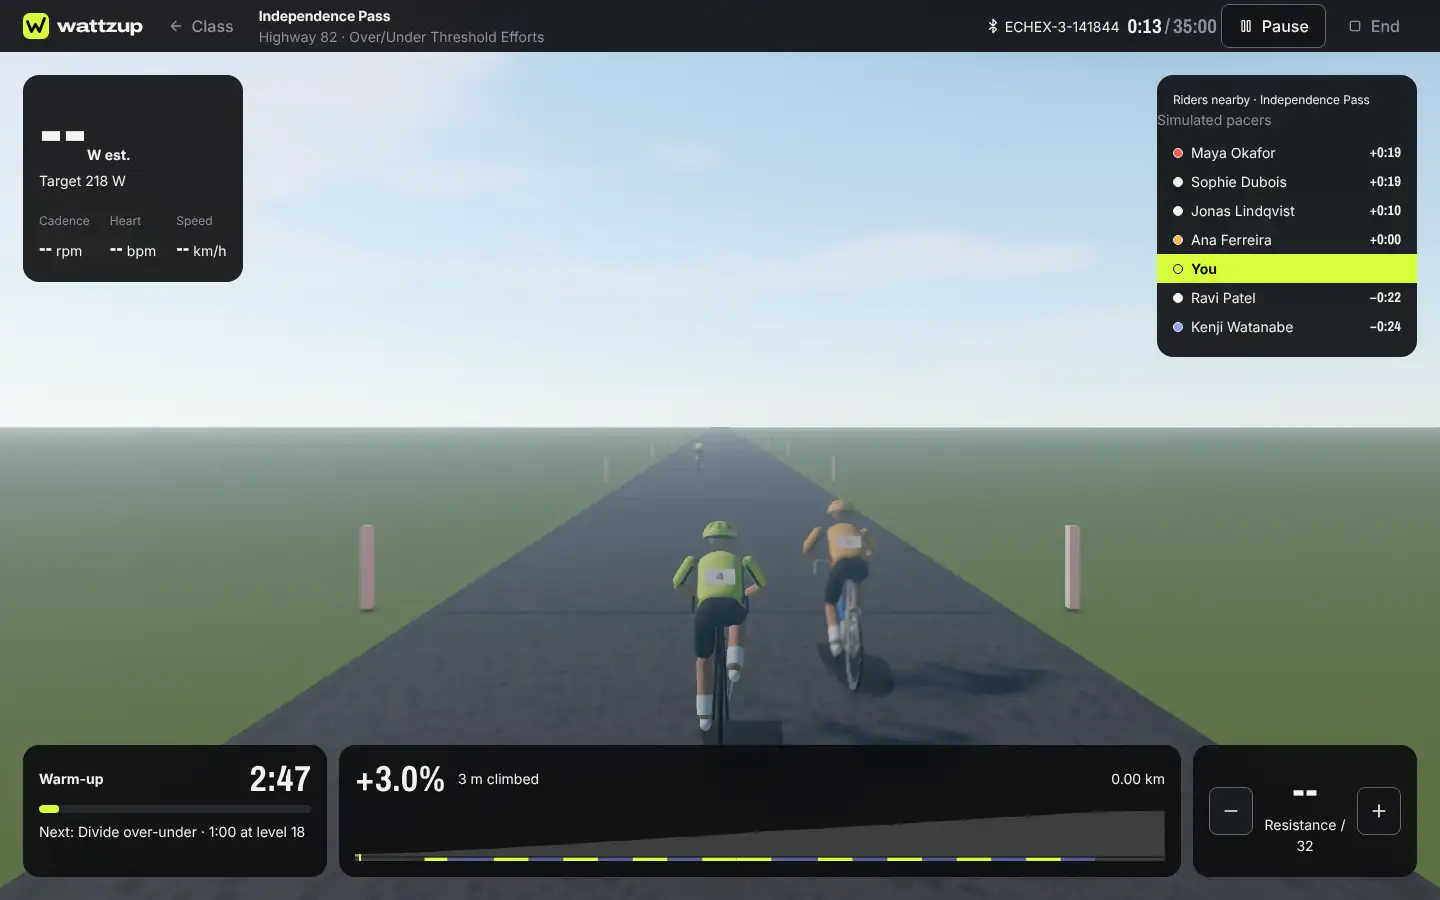 wattzup
Class
Independence Pass
Highway 82 · Over/Under Threshold Efforts
ECHEX-3-141844
0:13 / 35:00
Pause
End
--
W est.
Target 218 W
Cadence Heart Speed
-- rpm -- bpm -- km/h
Riders nearby · Independence Pass
Simulated pacers
Maya Okafor +0:19
Sophie Dubois +0:19
Jonas Lindqvist +0:10
Ana Ferreira +0:00
You
Ravi Patel −0:22
Kenji Watanabe −0:24
4
Warm-up 2:47
Next: Divide over-under · 1:00 at level 18
+3.0% 3 m climbed 0.00 km
--
Resistance /
32